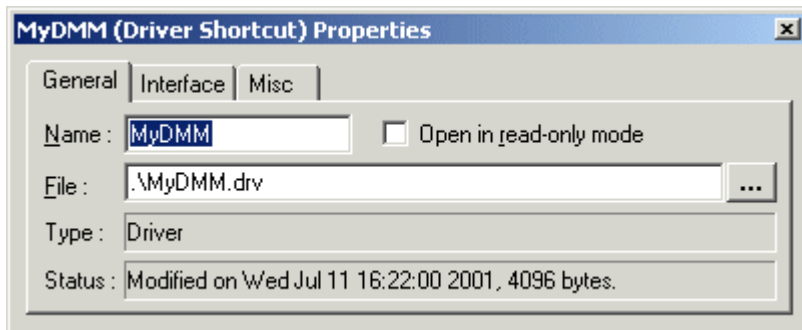 MyDMM (Driver Shortcut) Properties
General Interface Misc
Name : MyDMM Open in read-only mode
File : .\MyDMM.drv ...
Type : Driver
Status : Modified on Wed Jul 11 16:22:00 2001, 4096 bytes.